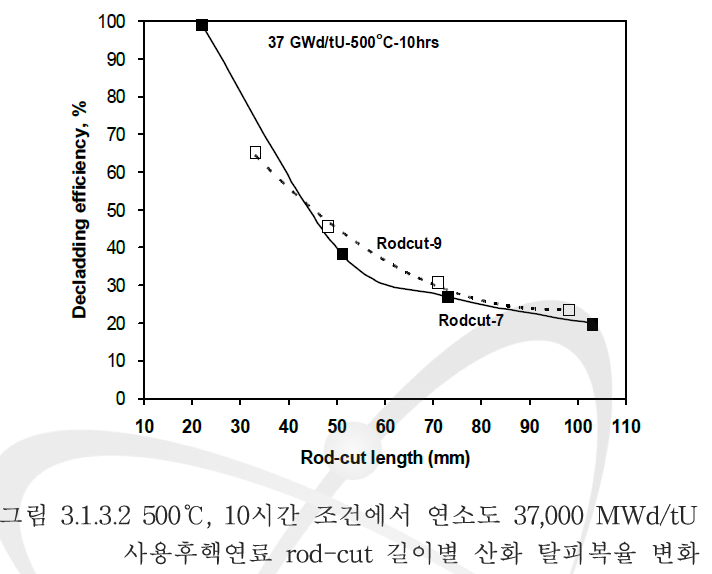 100
90
80
70
60
50
40
30
20
10
0
Decladding efficiency, %
37 GWd/tU-500°C-10hrs
Rodcut-9
Rodcut-7
10 20 30 40 50 60 70 80 90 100 110
Rod-cut length (mm)
그림 3.1.3.2 500℃, 10시간 조건에서 연소도 37,000 MWd/tU
사용후핵연료 rod-cut 길이별 산화 탈피복율 변화